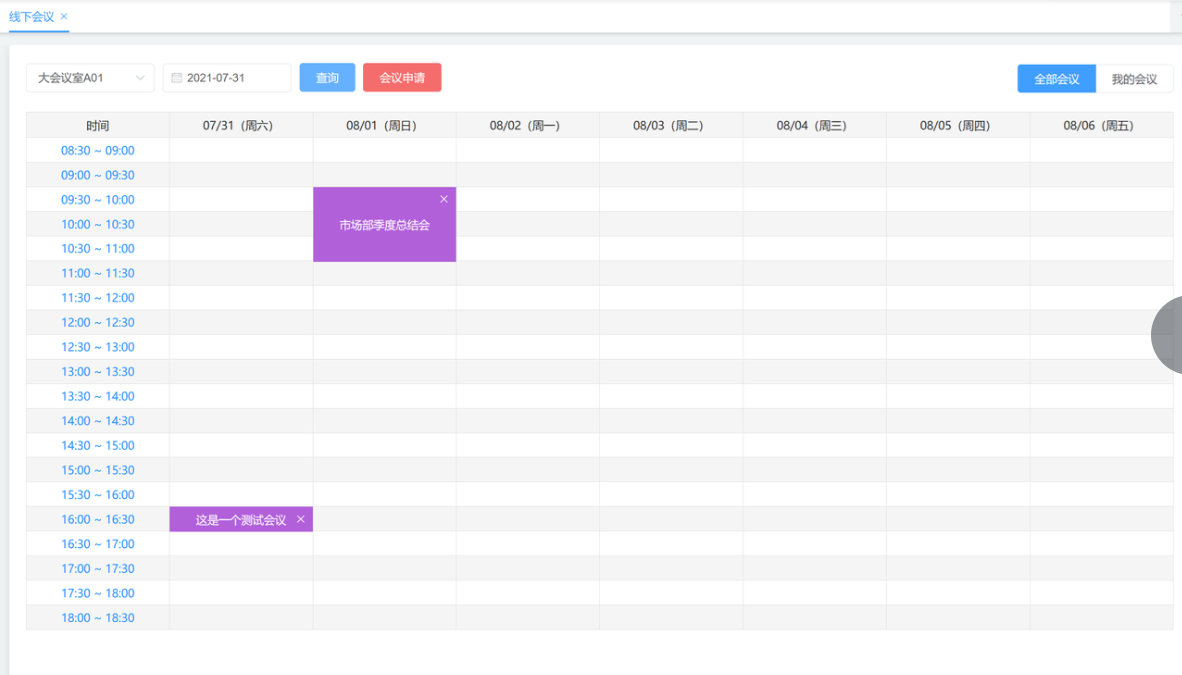 线下会议 ×
大会议室A01 2021-07-31 查询 会议申请 全部会议 我的会议
时间 07/31（周六） 08/01（周日） 08/02（周一） 08/03（周二） 08/04（周三） 08/05（周四） 08/06（周五）
08:30 ~ 09:00
09:00 ~ 09:30
09:30 ~ 10:00
10:00 ~ 10:30 市场部季度总结会
10:30 ~ 11:00
11:00 ~ 11:30
11:30 ~ 12:00
12:00 ~ 12:30
12:30 ~ 13:00
13:00 ~ 13:30
13:30 ~ 14:00
14:00 ~ 14:30
14:30 ~ 15:00
15:00 ~ 15:30
15:30 ~ 16:00
16:00 ~ 16:30 这是一个测试会议
16:30 ~ 17:00
17:00 ~ 17:30
17:30 ~ 18:00
18:00 ~ 18:30